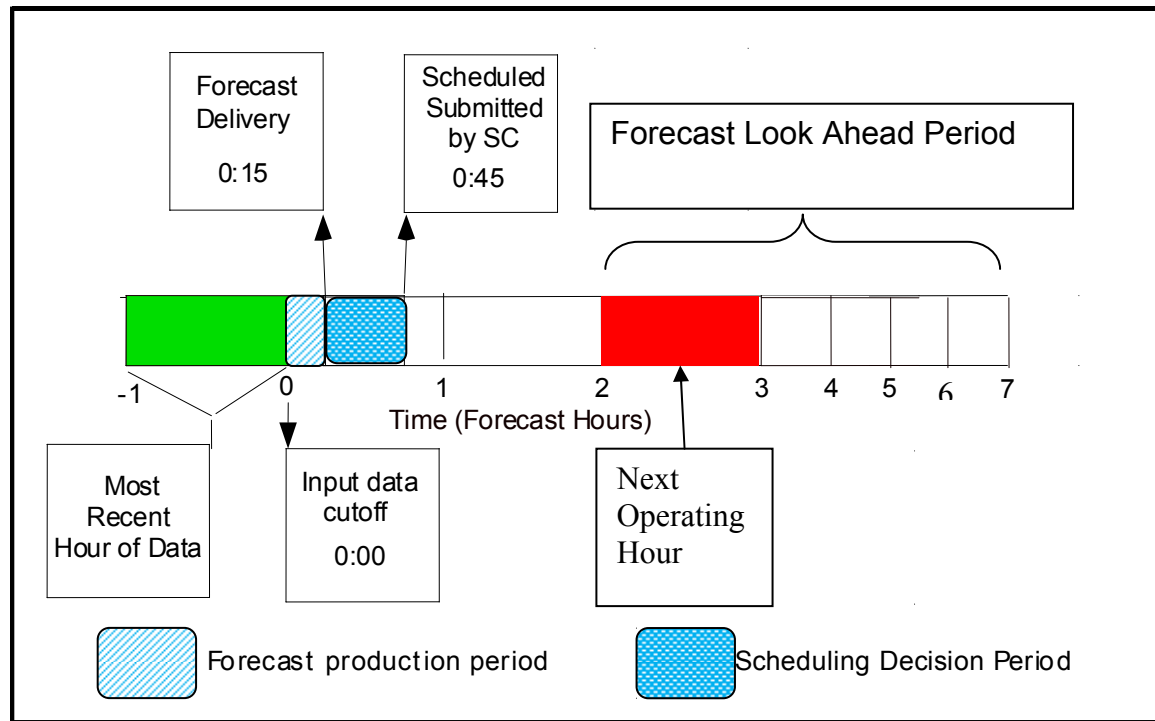 Forecast
Delivery
0:15
Scheduled
Submitted
by SC
0:45
Forecast Look Ahead Period
-1
0
1
2
3
4
5
6
7
Time (Forecast Hours)
Most
Recent
Hour of Data
Input data
cutoff
0:00
Next
Operating
Hour
Forecast production period
Scheduling Decision Period